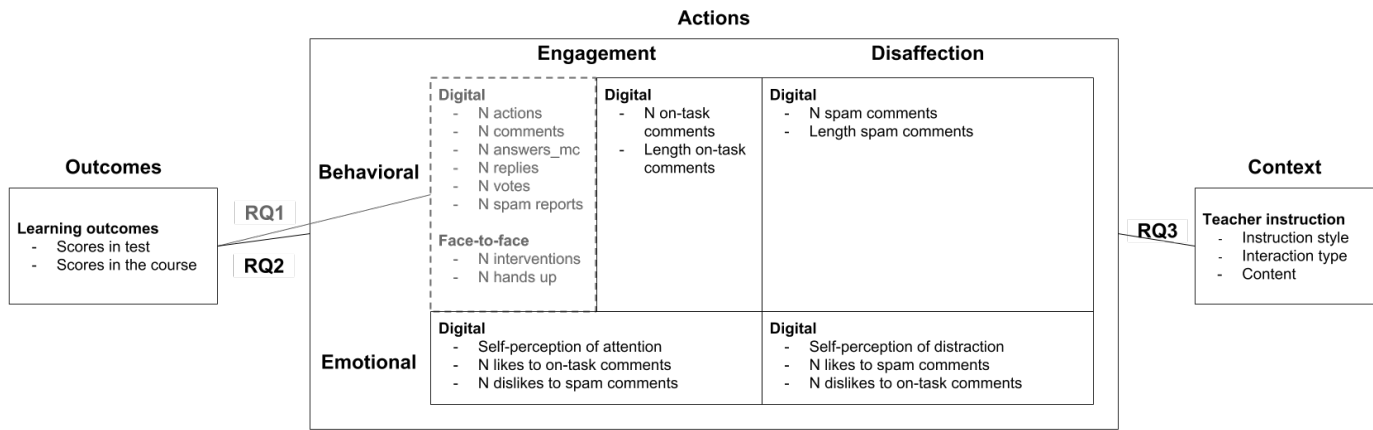 Actions
Engagement
Disaffection
Outcomes
Learning outcomes
- Scores in test
- Scores in the course
RQ1
RQ2
Behavioral
Digital
- N actions
- N comments
- N answers_mc
- N replies
- N votes
- N spam reports
Face-to-face
- N interventions
- N hands up
Digital
- N on-task
comments
- Length on-task
comments
Digital
- N spam comments
- Length spam comments
Emotional
Digital
- Self-perception of attention
- N likes to on-task comments
- N dislikes to spam comments
Digital
- Self-perception of distraction
- N likes to spam comments
- N dislikes to on-task comments
RQ3
Context
Teacher instruction
- Instruction style
- Interaction type
- Content